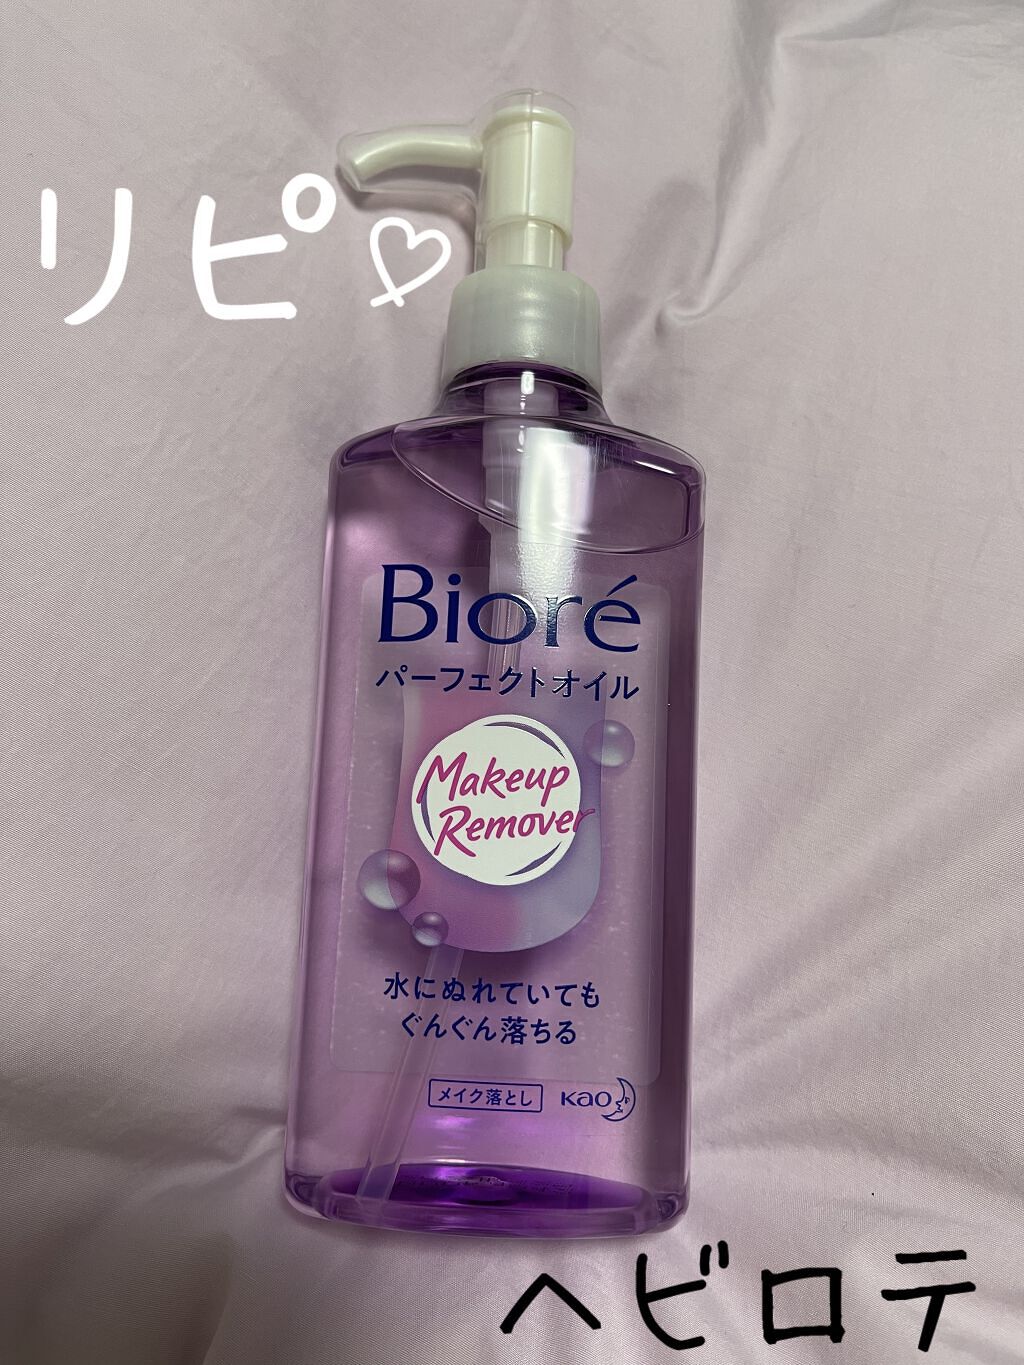 リピ♡
Bioré
パーフェクトオイル
Makeup
Remover
水にぬれていても
ぐんぐん落ちる
メイク落とし
Kao
ヘビロテ